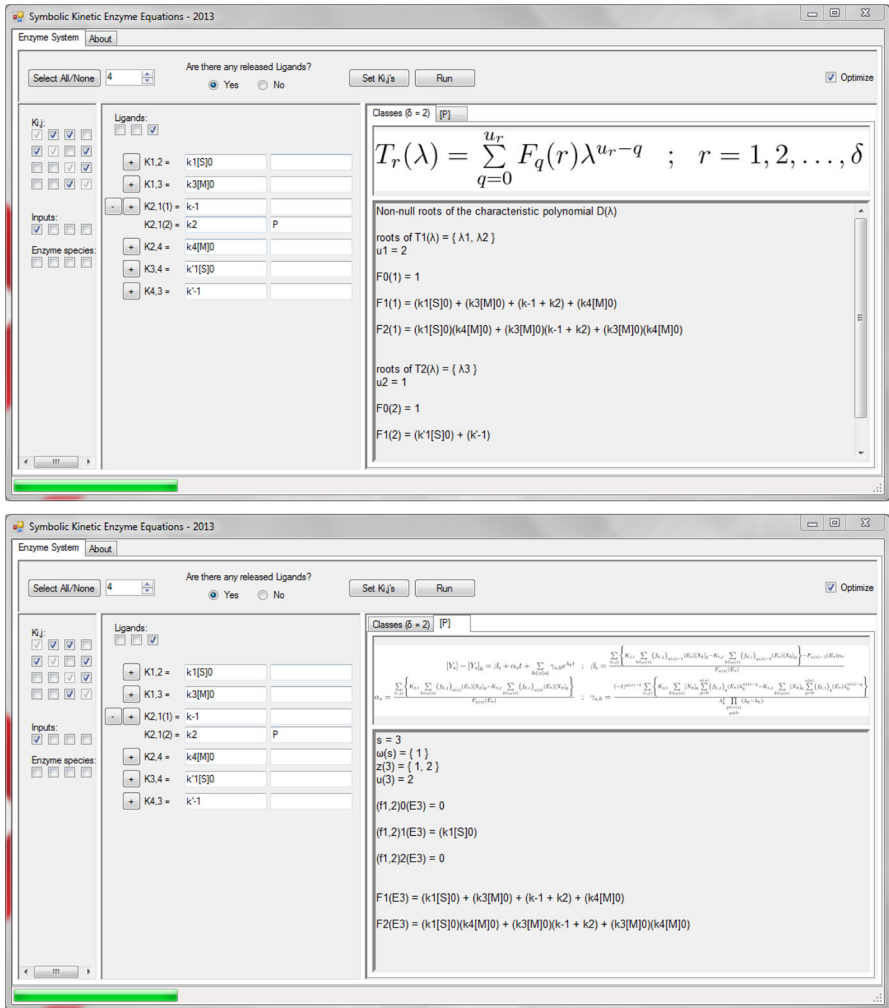 Symbolic Kinetic Enzyme Equations - 2013
Enzyme System About
Select All/None 4 Are there any released Ligands? Yes No Set Ki,j's Run Optimize
Ki,j:
Inputs:
Enzyme species:
Ligands:
+ K1,2 = k1[S]0
+ K1,3 = k3[M]0
- + K2,1(1) = k-1
K2,1(2) = k2 P
+ K2,4 = k4[M]0
+ K3,4 = k'1[S]0
+ K4,3 = k'-1
Classes (δ = 2) [P]
T_r(λ) = ∑_{q=0}^{u_r} F_q(r)λ^{u_r−q} ; r = 1, 2, . . . , δ
Non-null roots of the characteristic polynomial D(λ)
roots of T1(λ) = { λ1, λ2 }
u1 = 2
F0(1) = 1
F1(1) = (k1[S]0) + (k3[M]0) + (k-1 + k2) + (k4[M]0)
F2(1) = (k1[S]0)(k4[M]0) + (k3[M]0)(k-1 + k2) + (k3[M]0)(k4[M]0)
roots of T2(λ) = { λ3 }
u2 = 1
F0(2) = 1
F1(2) = (k'1[S]0) + (k'-1)
Symbolic Kinetic Enzyme Equations - 2013
Enzyme System About
Select All/None 4 Are there any released Ligands? Yes No Set Ki,j's Run Optimize
Ki,j:
Inputs:
Enzyme species:
Ligands:
+ K1,2 = k1[S]0
+ K1,3 = k3[M]0
- + K2,1(1) = k-1
K2,1(2) = k2 P
+ K2,4 = k4[M]0
+ K3,4 = k'1[S]0
+ K4,3 = k'-1
Classes (δ = 2) [P]
s = 3
ω(s) = { 1 }
z(3) = { 1, 2 }
u(3) = 2
(f1,2)0(E3) = 0
(f1,2)1(E3) = (k1[S]0)
(f1,2)2(E3) = 0
F1(E3) = (k1[S]0) + (k3[M]0) + (k-1 + k2) + (k4[M]0)
F2(E3) = (k1[S]0)(k4[M]0) + (k3[M]0)(k-1 + k2) + (k3[M]0)(k4[M]0)